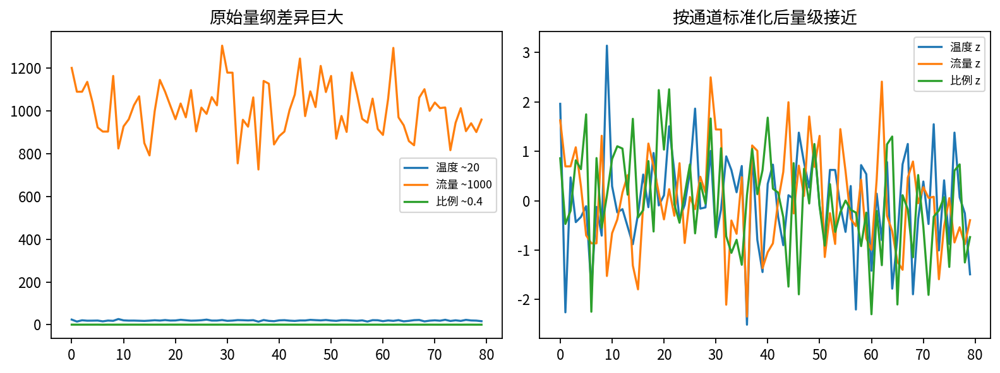 原始量纲差异巨大
1200
1000
800
600
400
200
0
温度 ~20
流量 ~1000
比例 ~0.4
0 10 20 30 40 50 60 70 80
按通道标准化后量级接近
3
2
1
0
-1
-2
温度 z
流量 z
比例 z
0 10 20 30 40 50 60 70 80